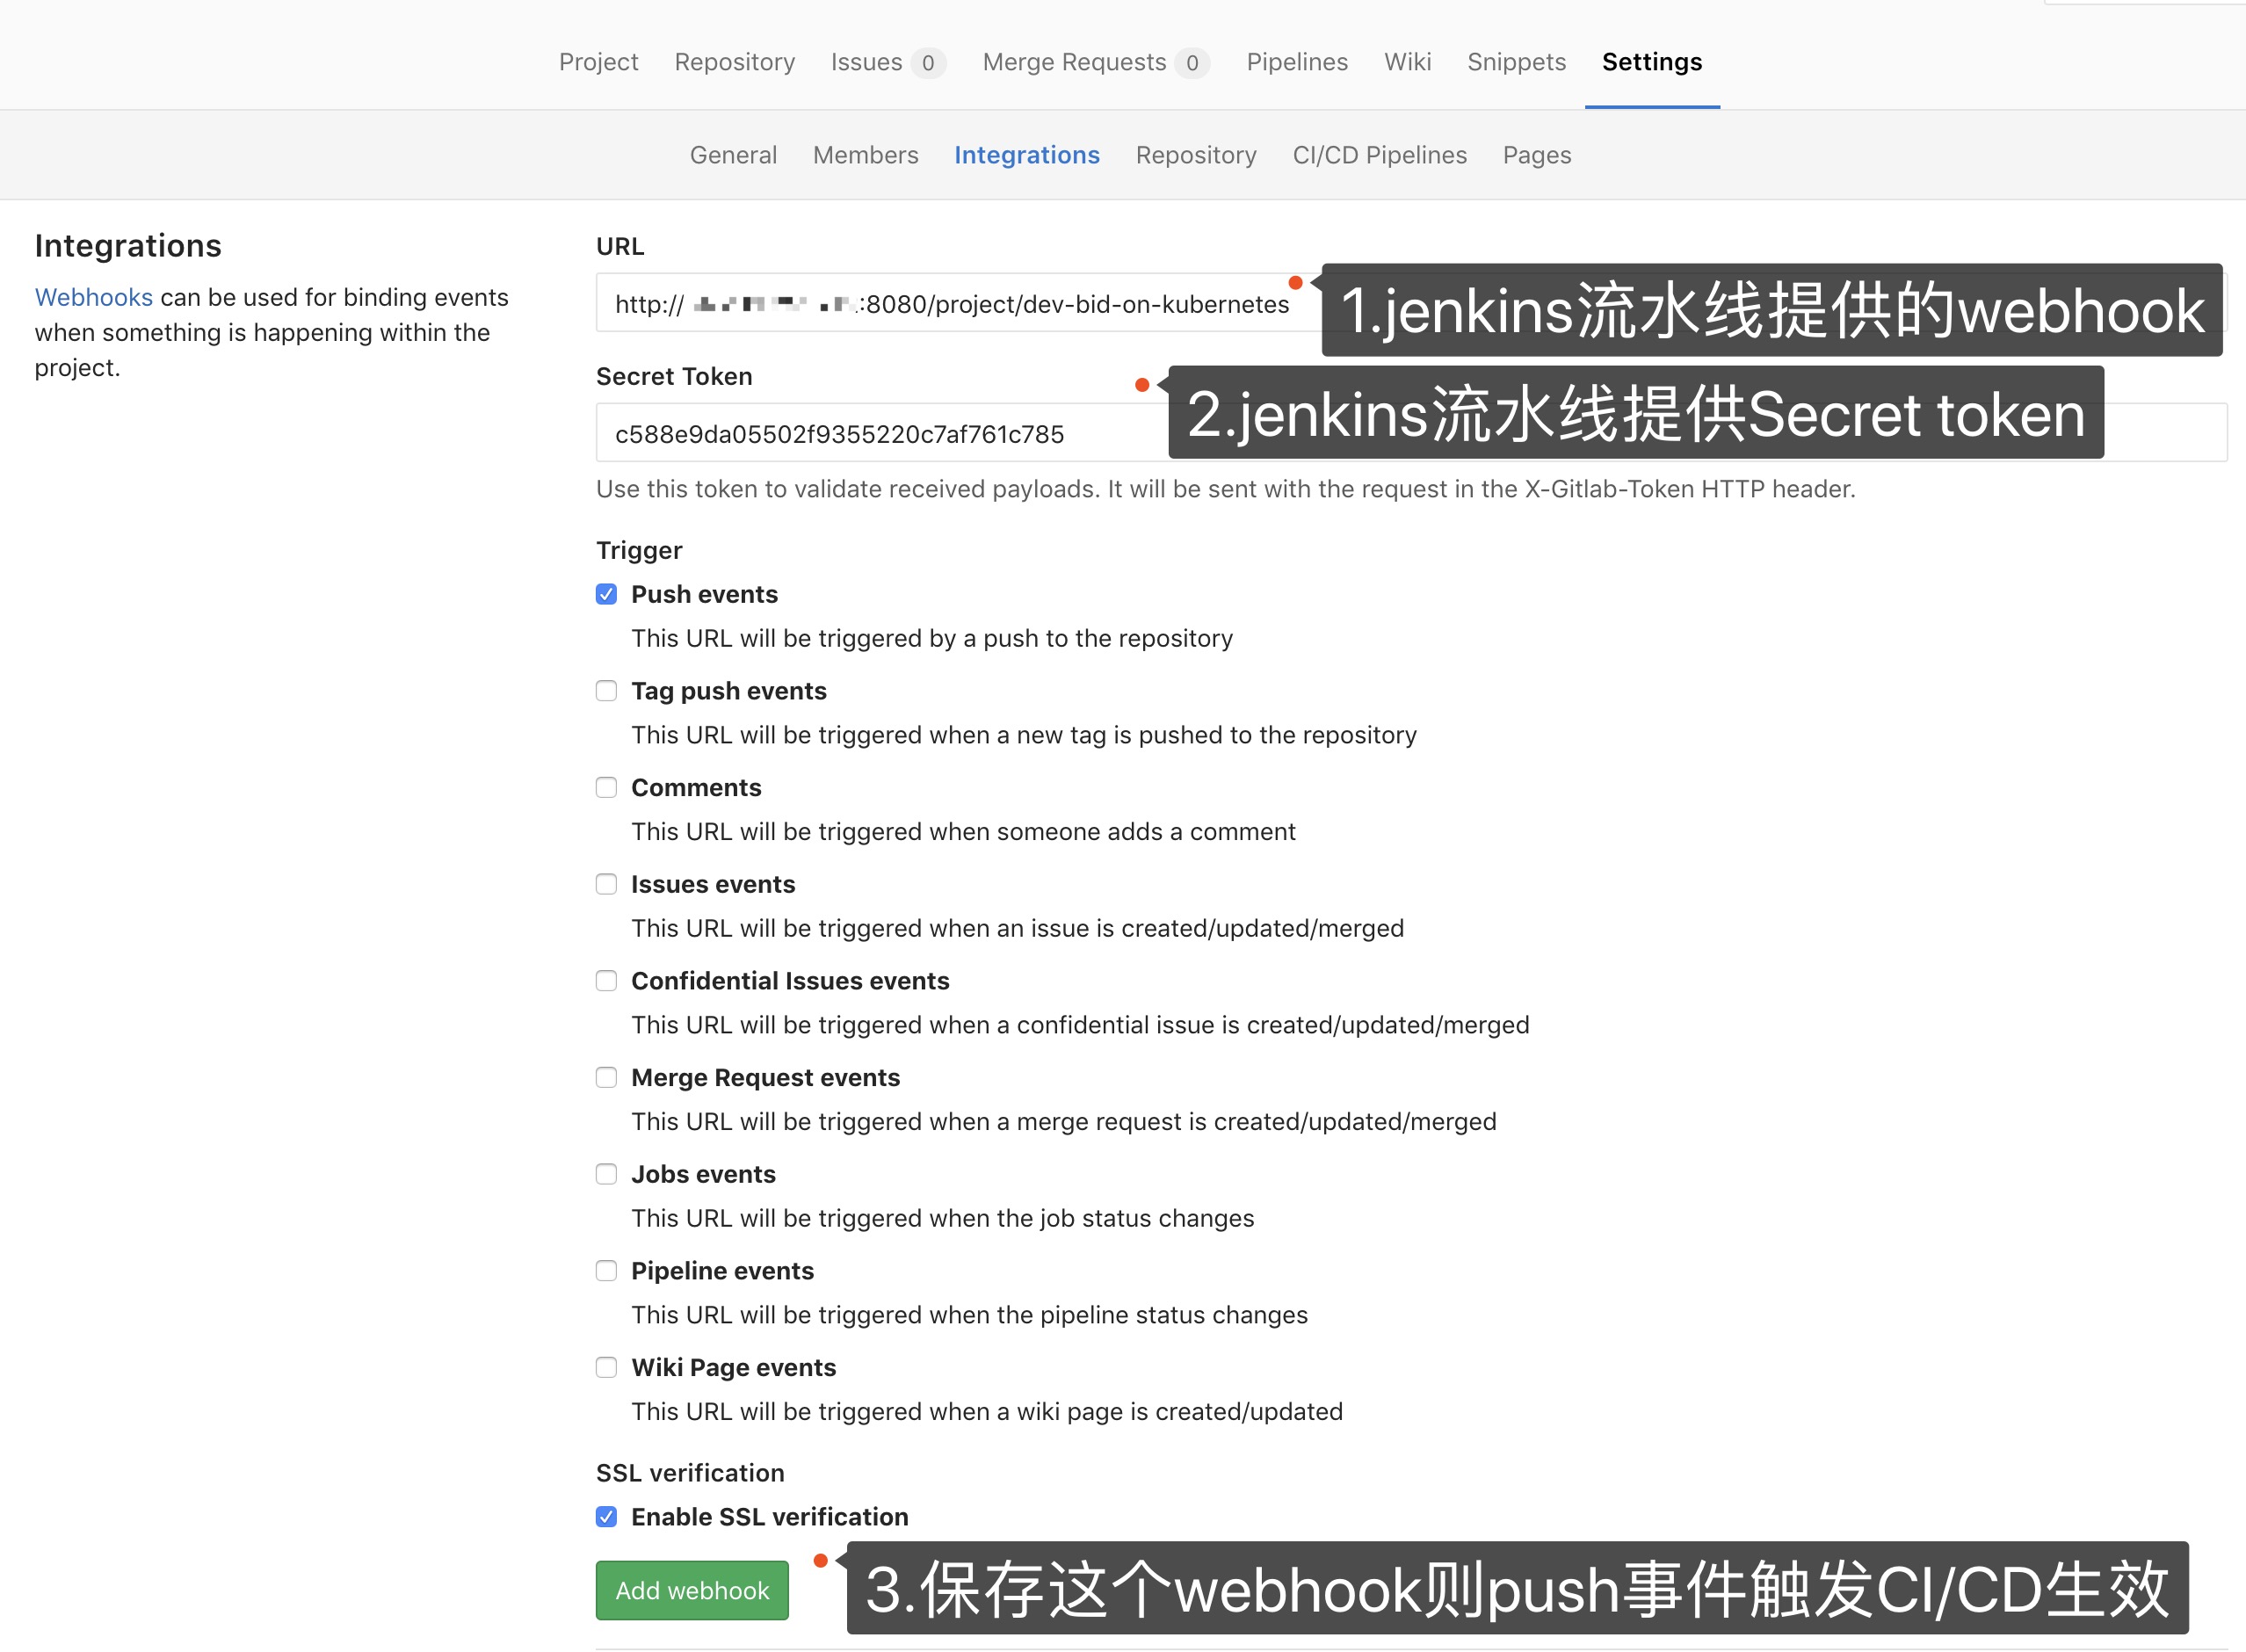 Project Repository Issues 0 Merge Requests 0 Pipelines Wiki Snippets Settings
General Members Integrations Repository CI/CD Pipelines Pages
Integrations
Webhooks can be used for binding events
when something is happening within the
project.
URL
http:// :8080/project/dev-bid-on-kubernetes
1.jenkins流水线提供的webhook
Secret Token
2.jenkins流水线提供Secret token
c588e9da05502f9355220c7af761c785
Use this token to validate received payloads. It will be sent with the request in the X-Gitlab-Token HTTP header.
Trigger
Push events
This URL will be triggered by a push to the repository
Tag push events
This URL will be triggered when a new tag is pushed to the repository
Comments
This URL will be triggered when someone adds a comment
Issues events
This URL will be triggered when an issue is created/updated/merged
Confidential Issues events
This URL will be triggered when a confidential issue is created/updated/merged
Merge Request events
This URL will be triggered when a merge request is created/updated/merged
Jobs events
This URL will be triggered when the job status changes
Pipeline events
This URL will be triggered when the pipeline status changes
Wiki Page events
This URL will be triggered when a wiki page is created/updated
SSL verification
Enable SSL verification
Add webhook
3.保存这个webhook则push事件触发CI/CD生效